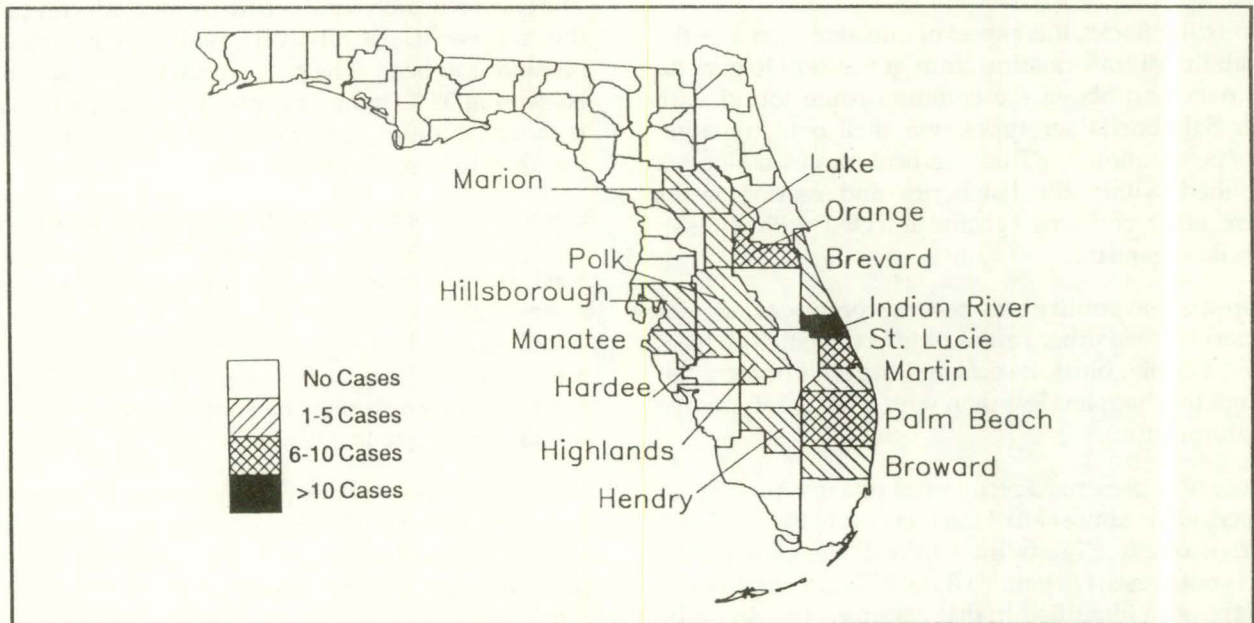 Marion
Lake
Orange
Polk
Brevard
Hillsborough
Indian River
Manatee
St. Lucie
Hardee
Martin
Palm Beach
Highlands
Broward
Hendry
No Cases
1-5 Cases
6-10 Cases
>10 Cases